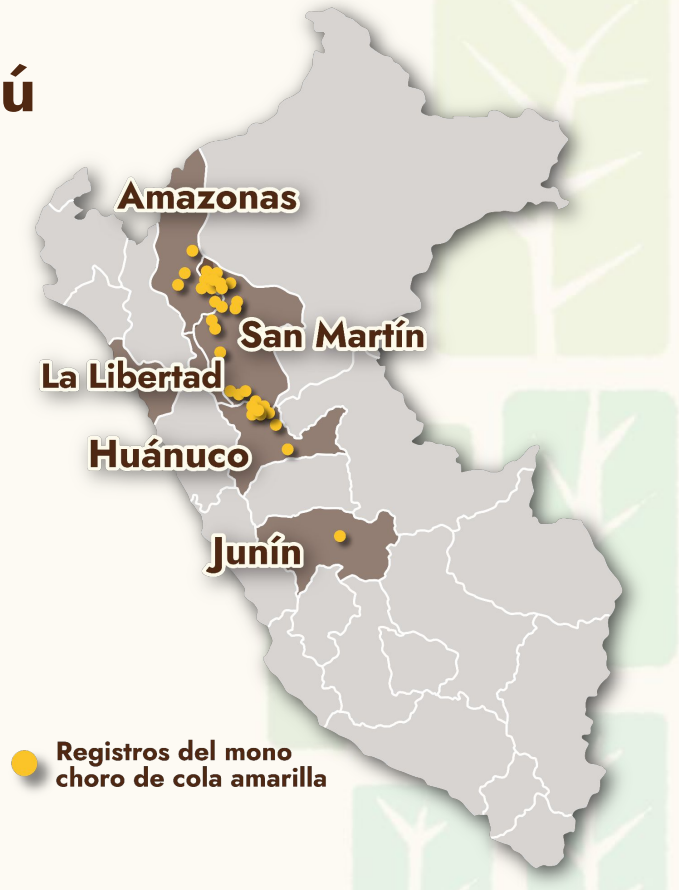 ú
Amazonas
San Martín
La Libertad
Huánuco
Junín
Registros del mono
choro de cola amarilla